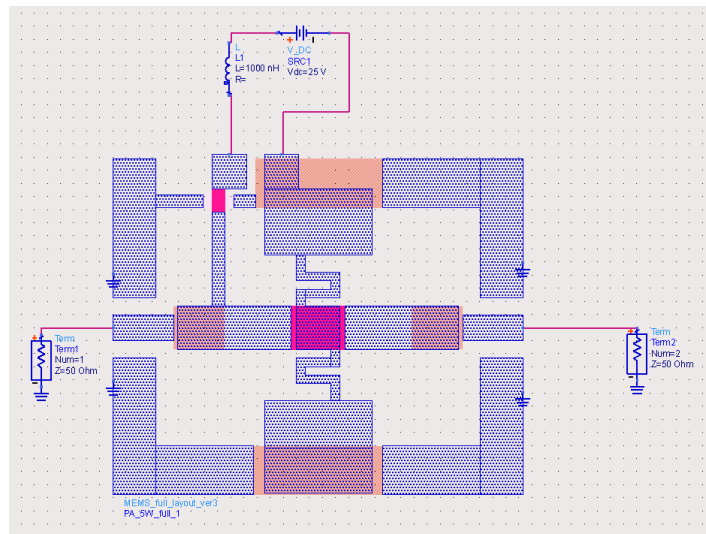 L
L1
L=1000 nH
R=
V_DC
SRC1
Vdc=25 V
Term
Term1
Num=1
Z=50 Ohm
Term
Term2
Num=2
Z=50 Ohm
MEMS_full_layout_ver3
PA_5W_full_1